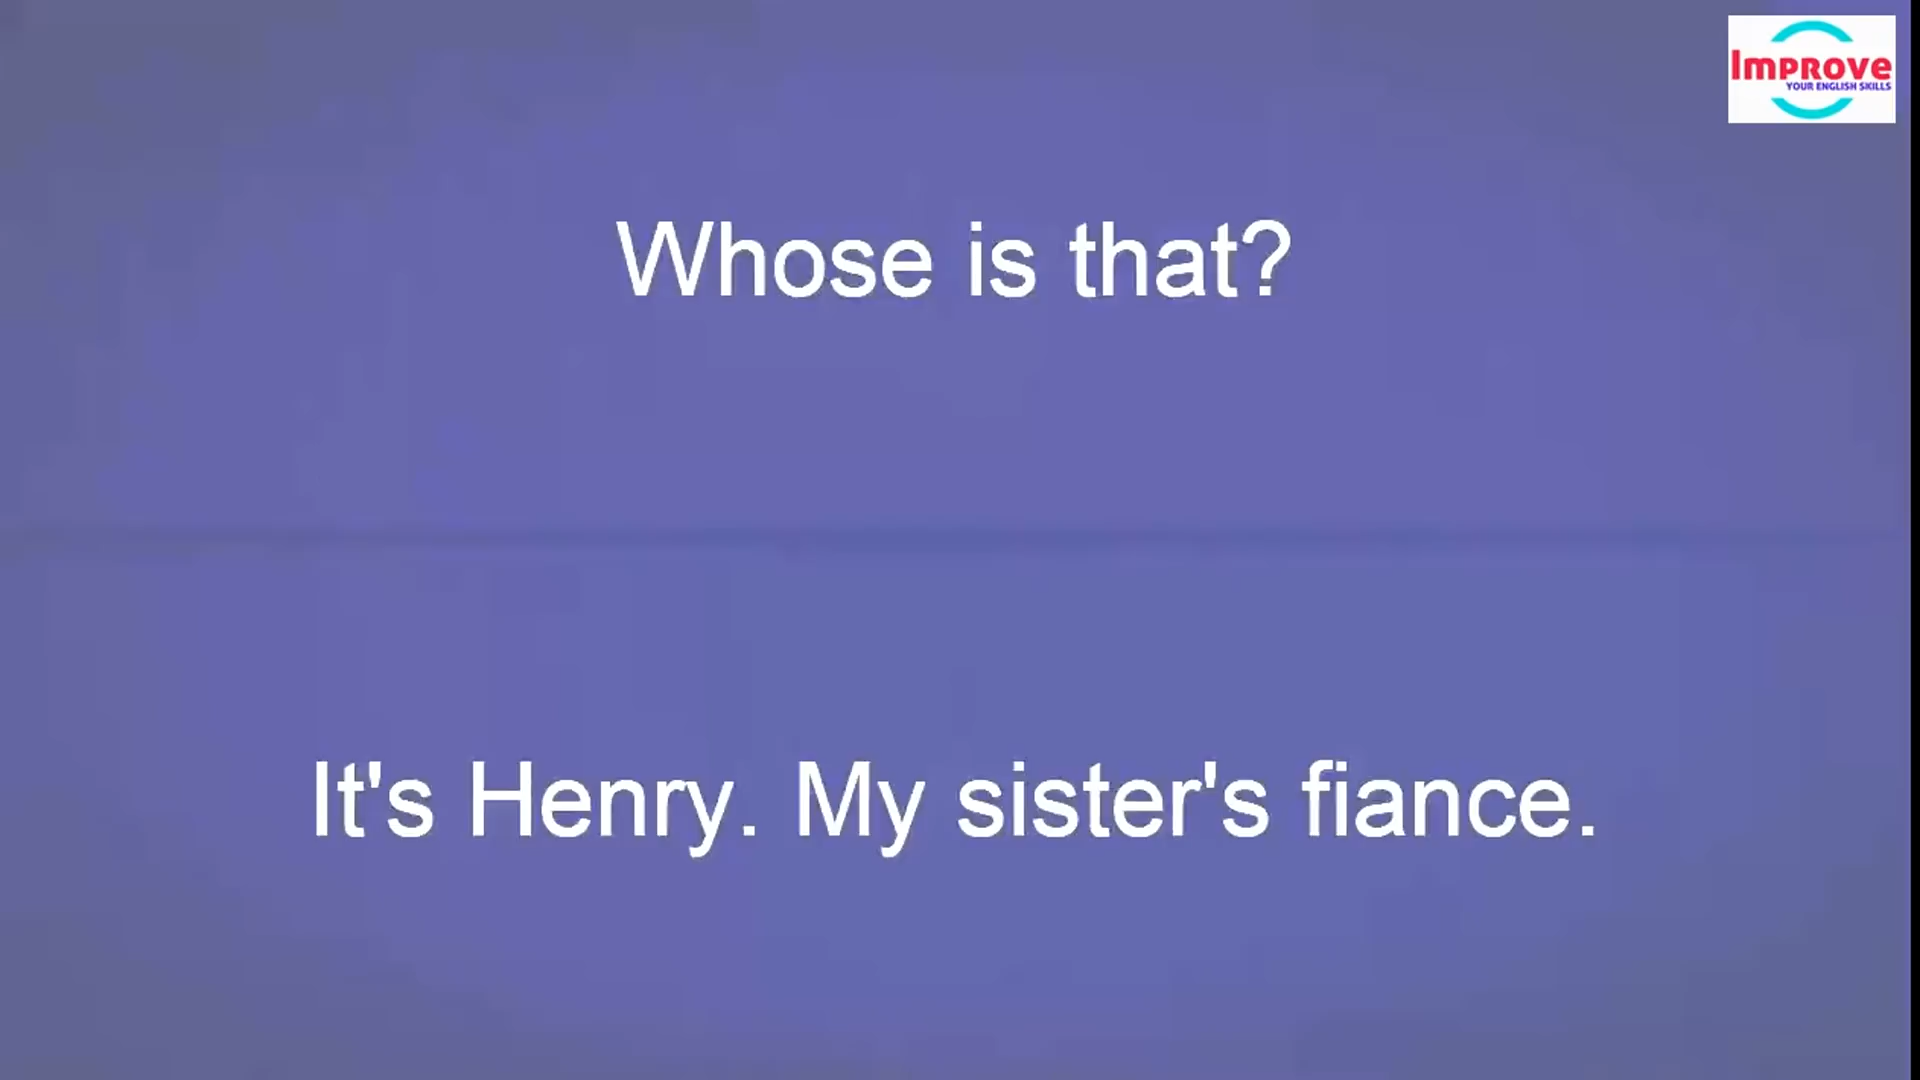 Improve
YOUR ENGLISH SKILLS
Whose is that?
It's Henry. My sister's fiance.